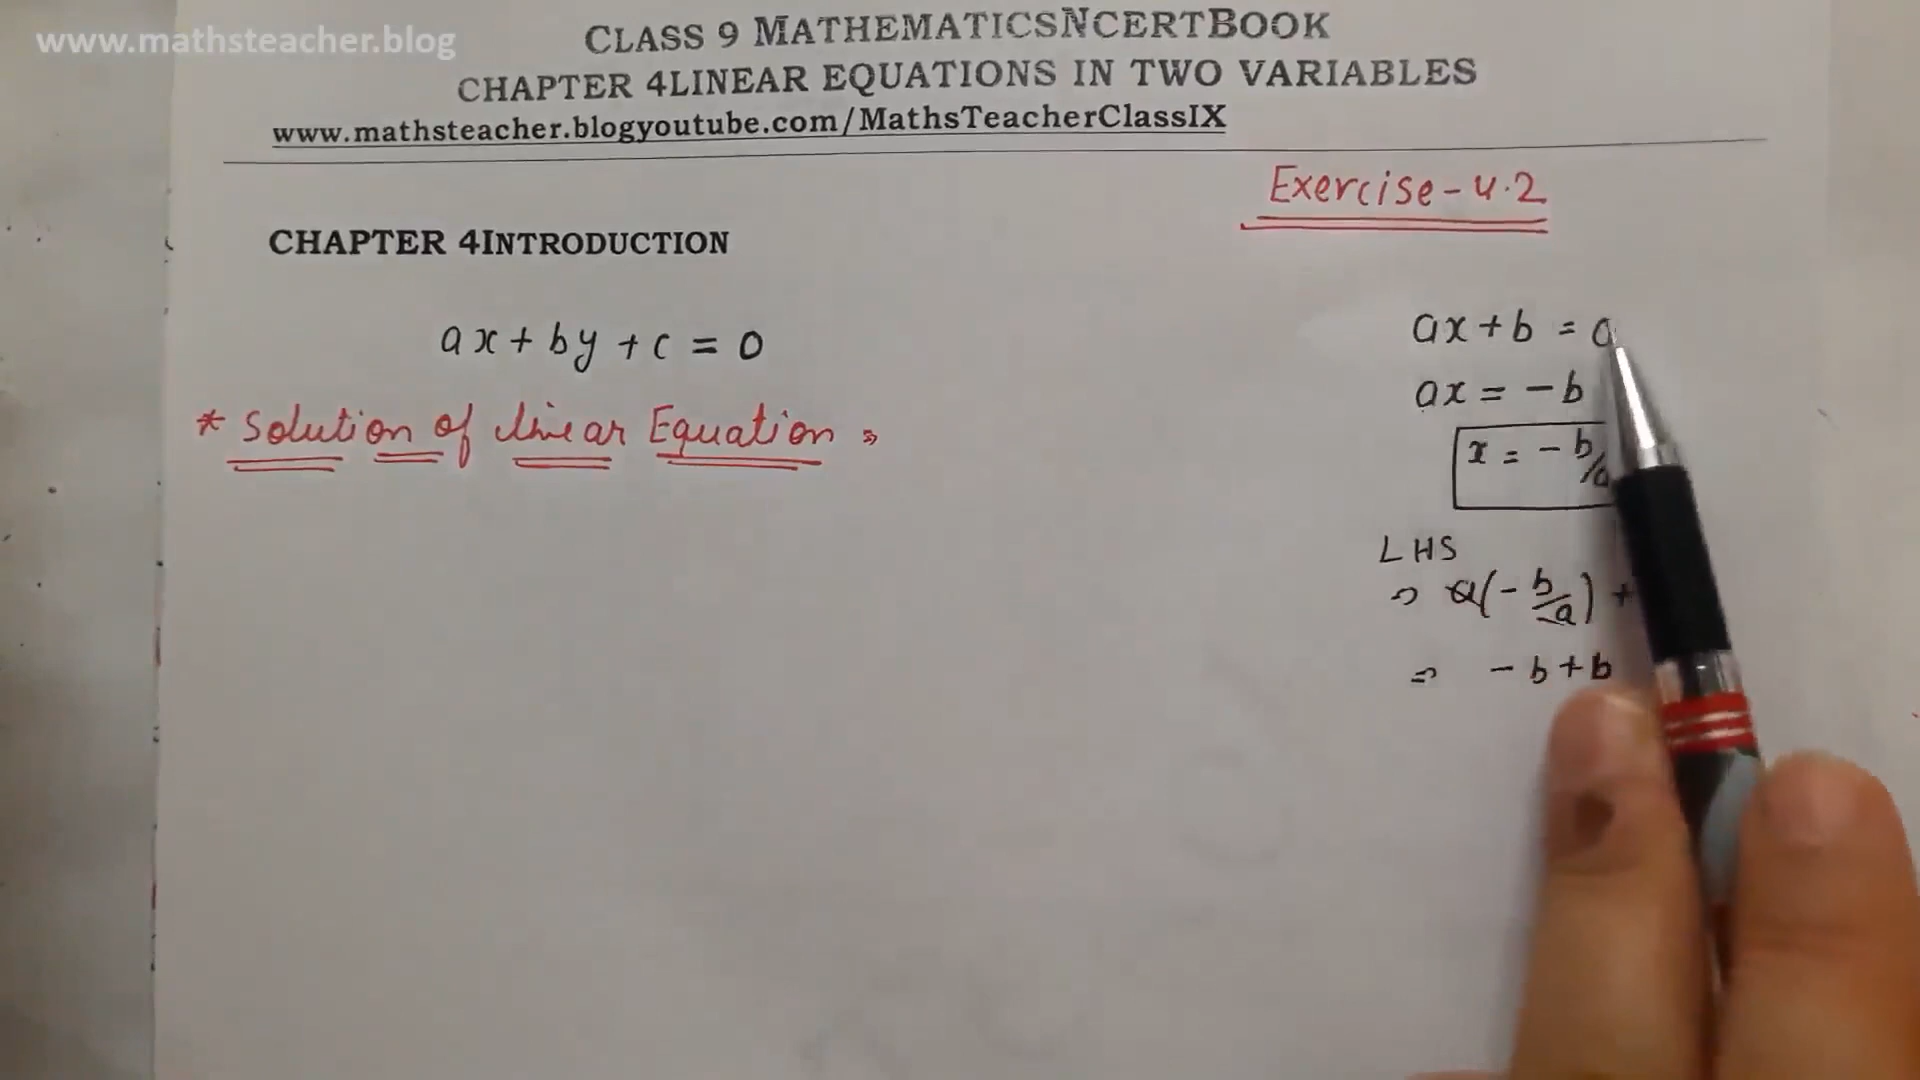 www.mathsteacher.blog
CLASS 9 MATHEMATICSNCERTBOOK
CHAPTER 4LINEAR EQUATIONS IN TWO VARIABLES
www.mathsteacher.blogyoutube.com/MathsTeacherClassIX
Exercise-4.2
CHAPTER 4INTRODUCTION
ax+by+c=0
* Solution of linear Equation »
ax+b=0
ax=-b
x=-b/a
LHS
⇒ a(-b/a)+
⇒ -b+b